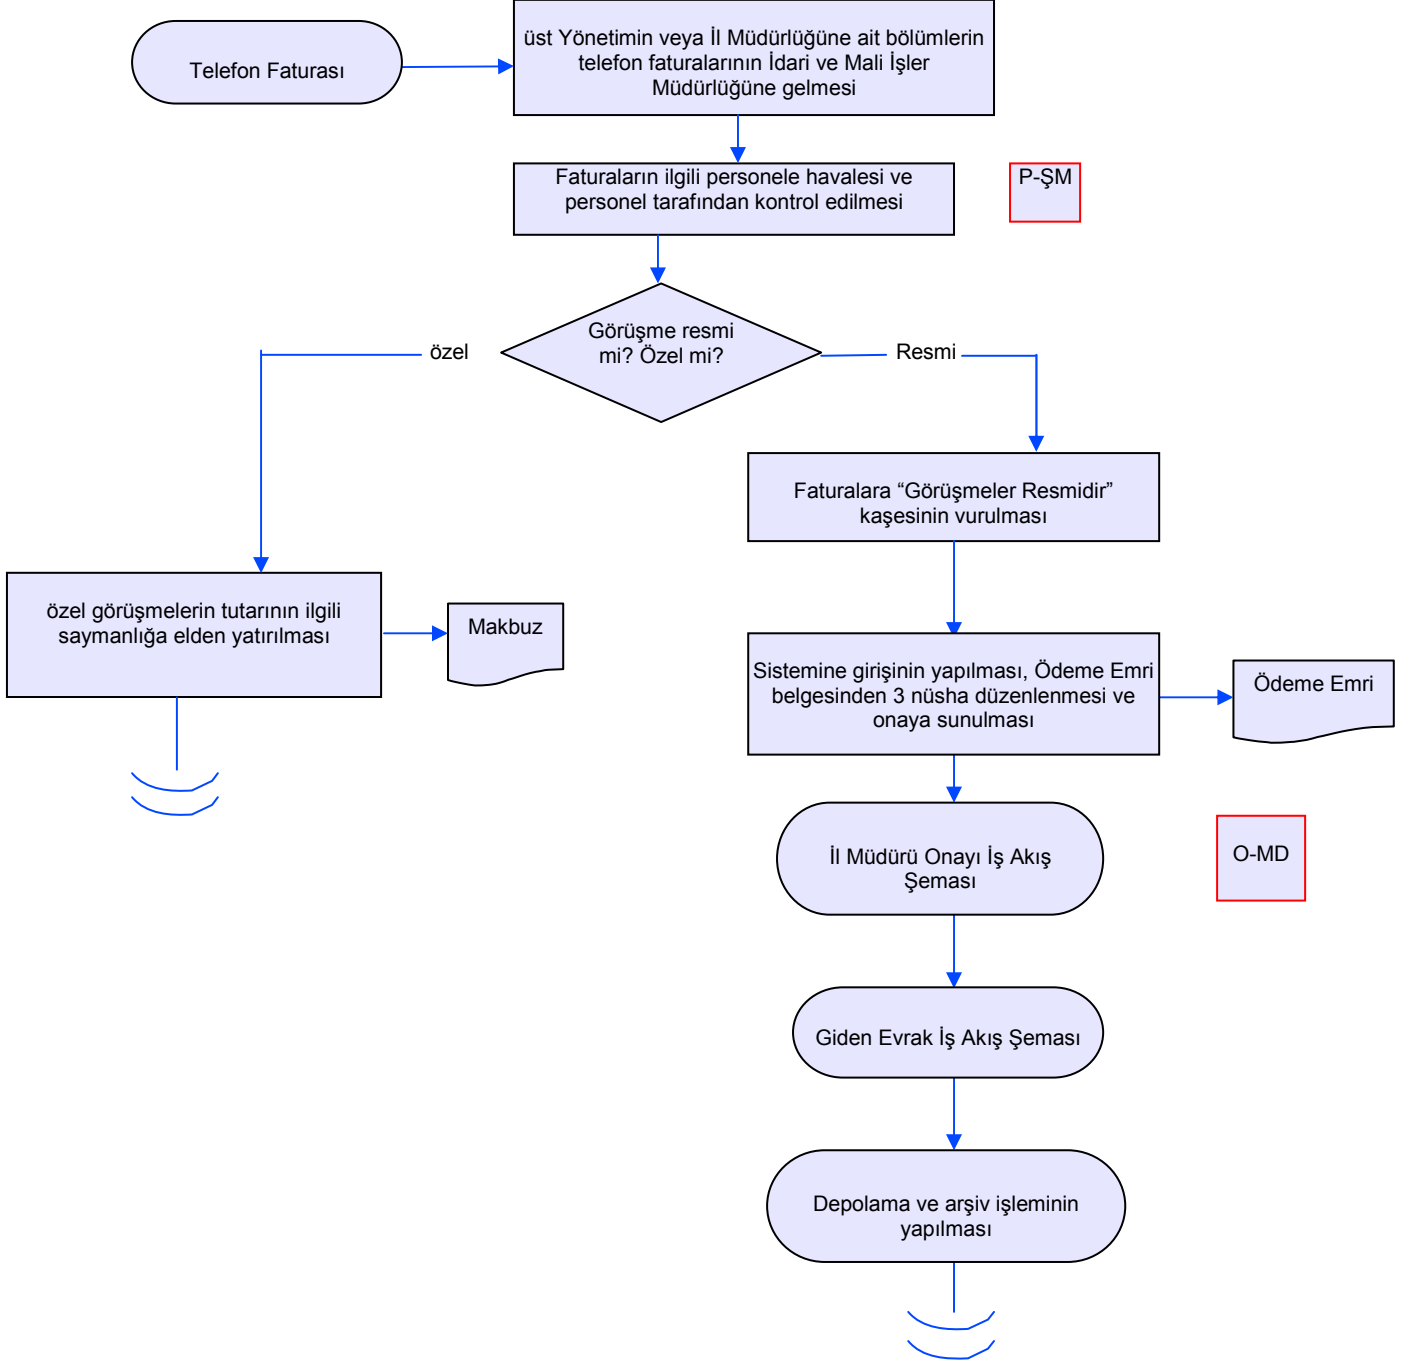 Telefon Faturası
üst Yönetimin veya İl Müdürlüğüne ait bölümlerin
telefon faturalarının İdari ve Mali İşler
Müdürlüğüne gelmesi
Faturaların ilgili personele havalesi ve
personel tarafından kontrol edilmesi
P-ŞM
Görüşme resmi
mi? Özel mi?
özel
Resmi
Faturalara “Görüşmeler Resmidir”
kaşesinin vurulması
özel görüşmelerin tutarının ilgili
saymanlığa elden yatırılması
Makbuz
Sistemine girişinin yapılması, Ödeme Emri
belgesinden 3 nüsha düzenlenmesi ve
onaya sunulması
Ödeme Emri
İl Müdürü Onayı İş Akış
Şeması
O-MD
Giden Evrak İş Akış Şeması
Depolama ve arşiv işleminin
yapılması